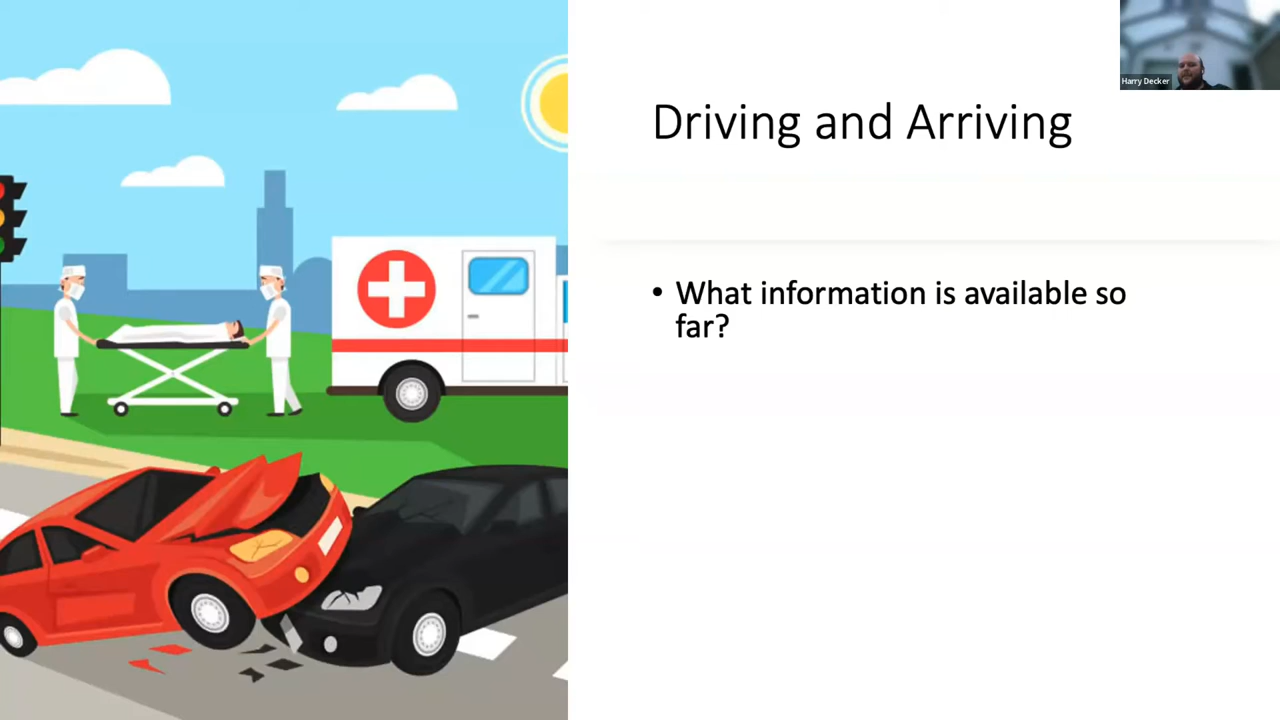 Harry Decker
Driving and Arriving
• What information is available so
far?